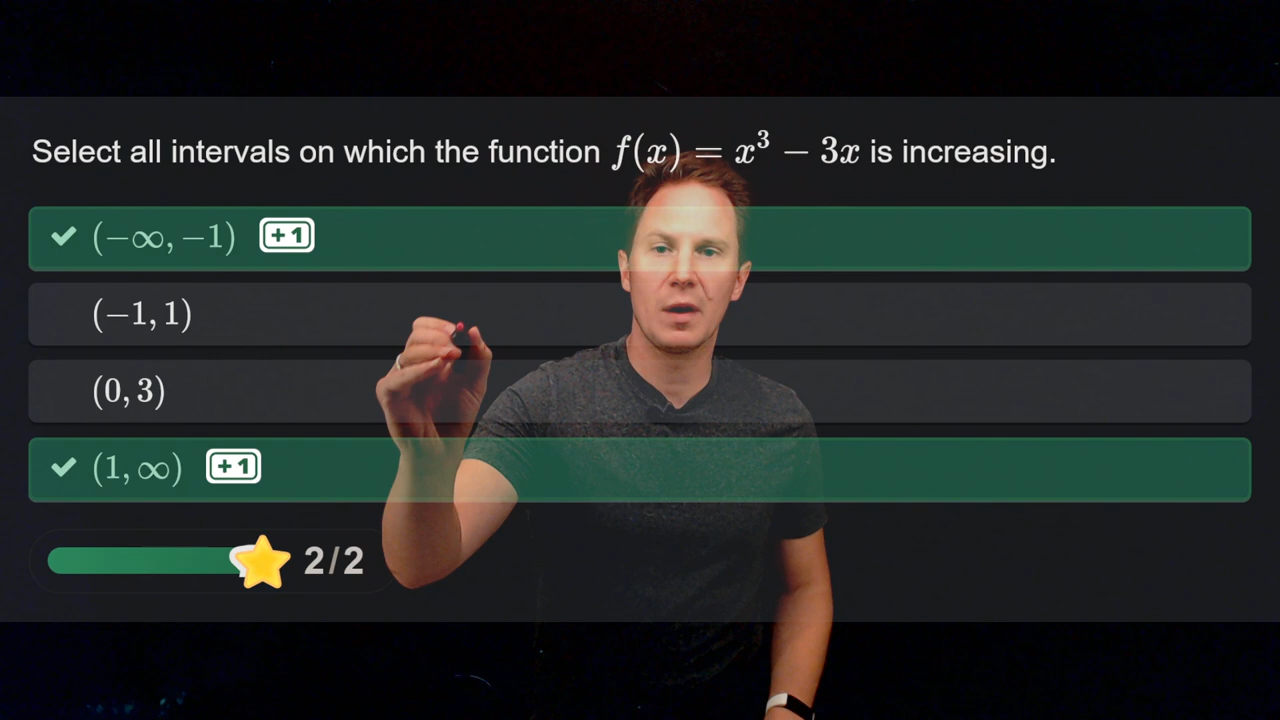 Select all intervals on which the function f(x) = x³ − 3x is increasing.
(−∞, −1) +1
(−1, 1)
(0, 3)
(1, ∞) +1
2/2